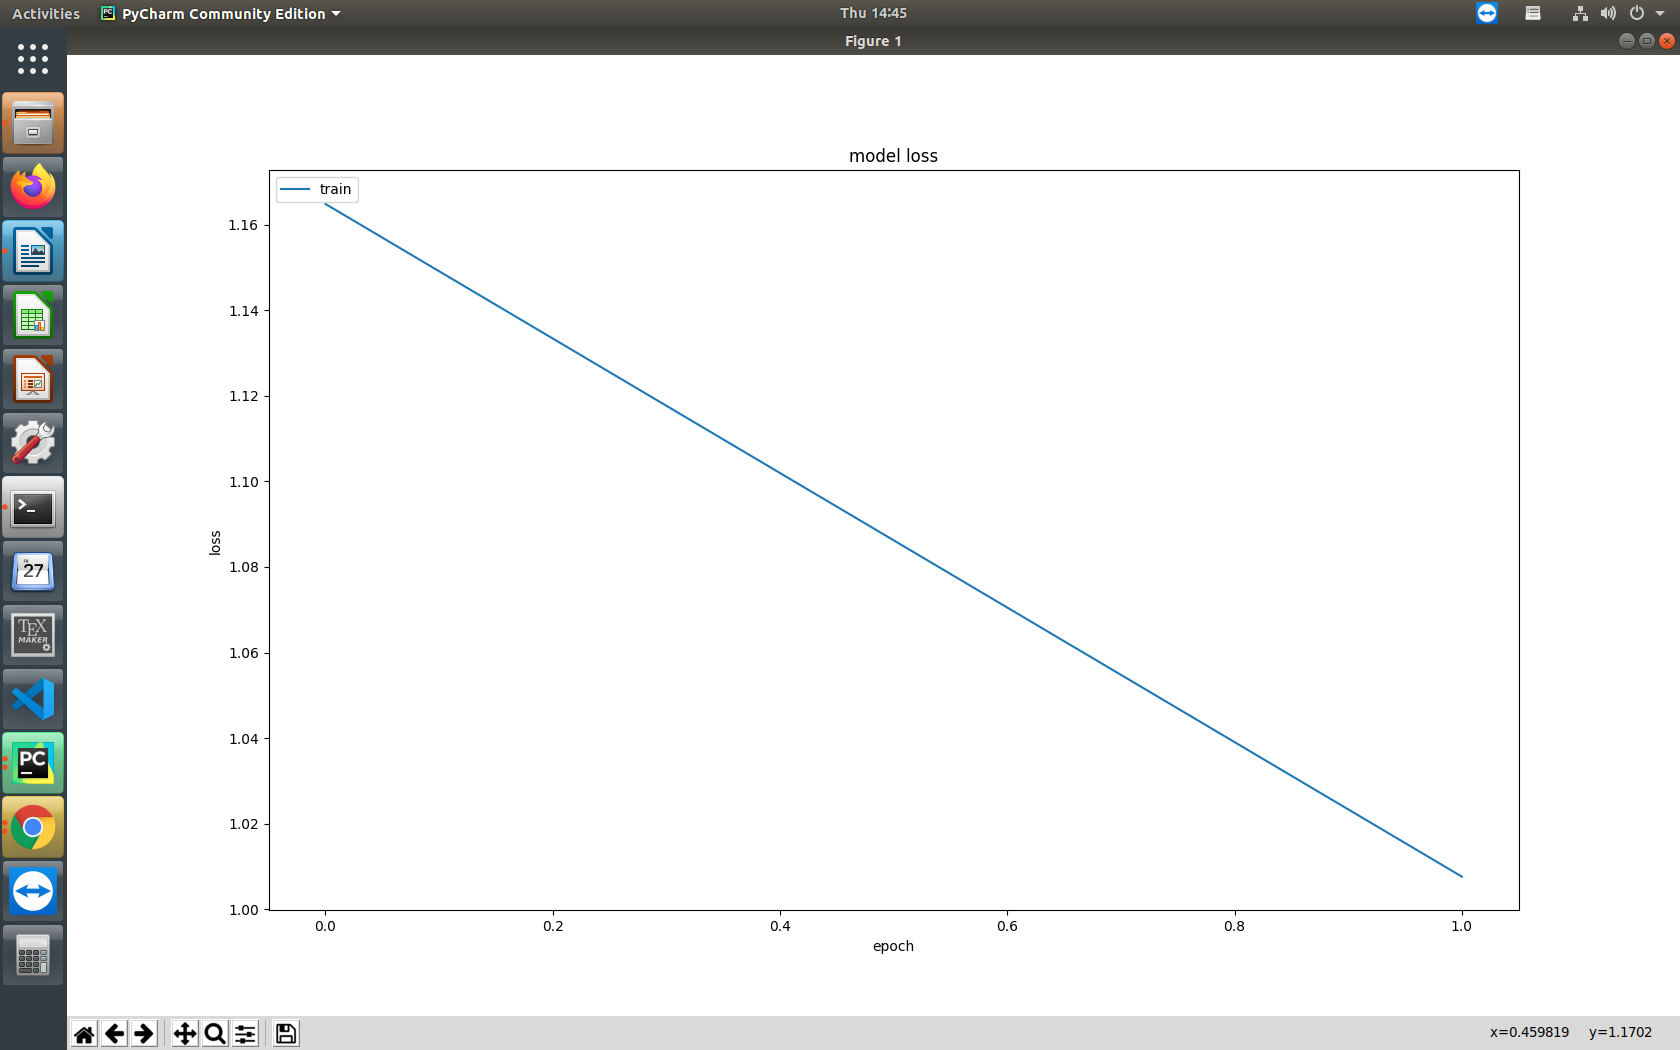 Activities PyCharm Community Edition Thu 14:45
Figure 1
model loss
train
1.16
1.14
1.12
1.10
1.08
1.06
1.04
1.02
1.00
loss
0.0 0.2 0.4 0.6 0.8 1.0
epoch
27
TEX
MAKER
PC
x=0.459819 y=1.1702